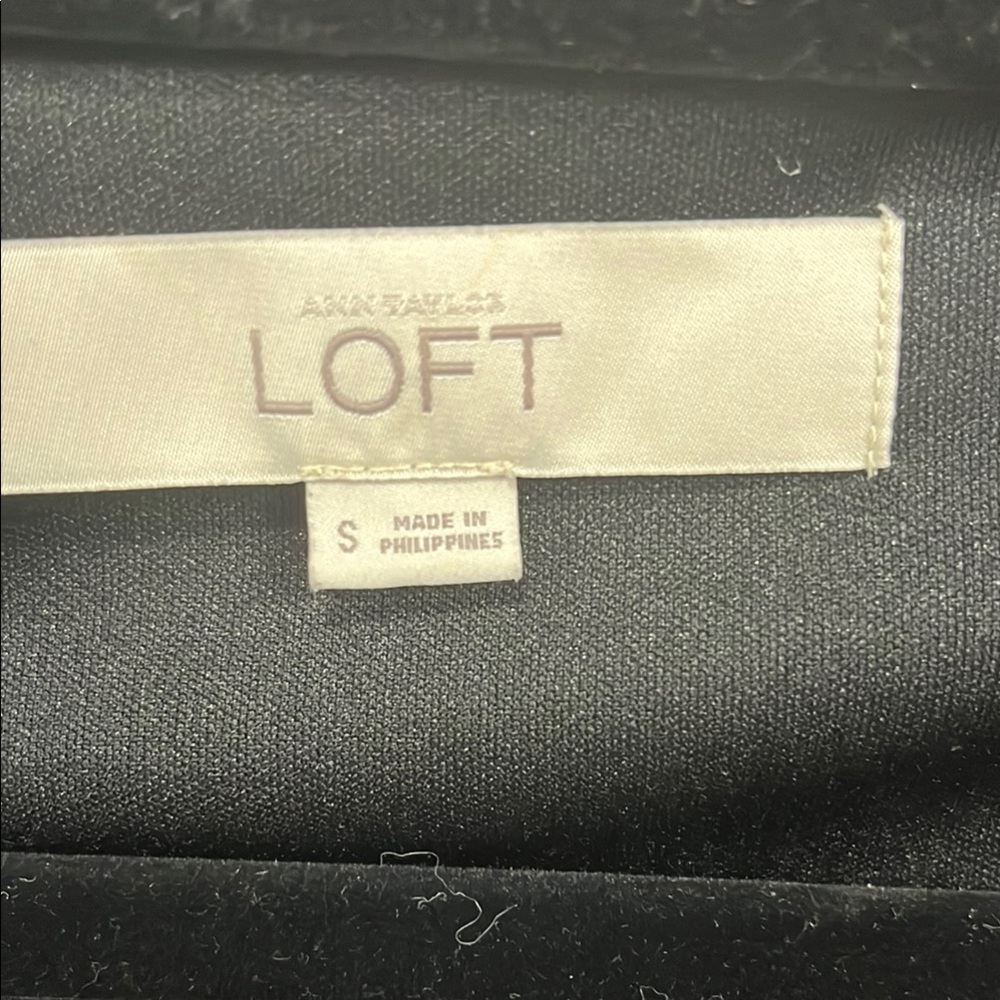 ANN TAYLOR
LOFT
S
MADE IN
PHILIPPINES